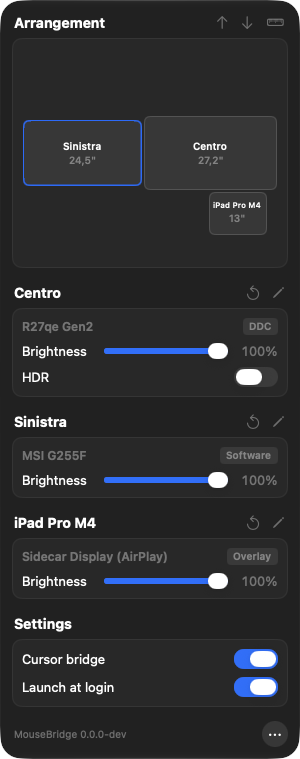 Arrangement
Sinistra
24,5"
Centro
27,2"
iPad Pro M4
13"
Centro
R27qe Gen2
DDC
Brightness
100%
HDR
Sinistra
MSI G255F
Software
Brightness
100%
iPad Pro M4
Sidecar Display (AirPlay)
Overlay
Brightness
100%
Settings
Cursor bridge
Launch at login
MouseBridge 0.0.0-dev